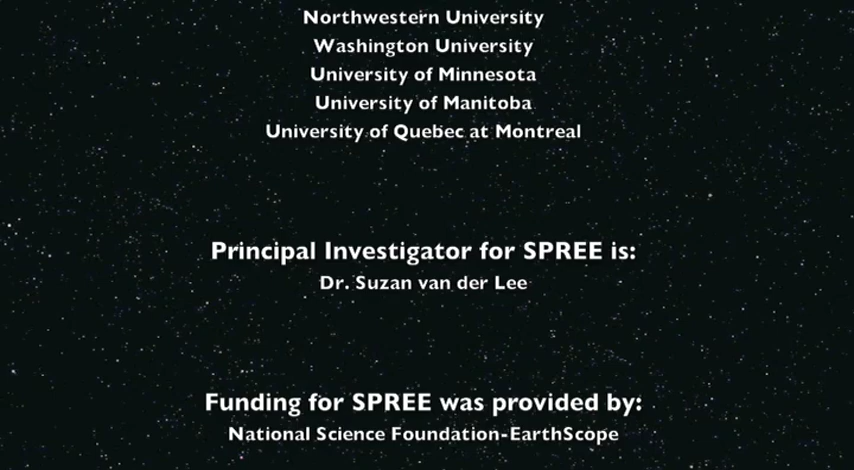 Northwestern University
Washington University
University of Minnesota
University of Manitoba
University of Quebec at Montreal
Principal Investigator for SPREE is:
Dr. Suzan van der Lee
Funding for SPREE was provided by:
National Science Foundation-EarthScope